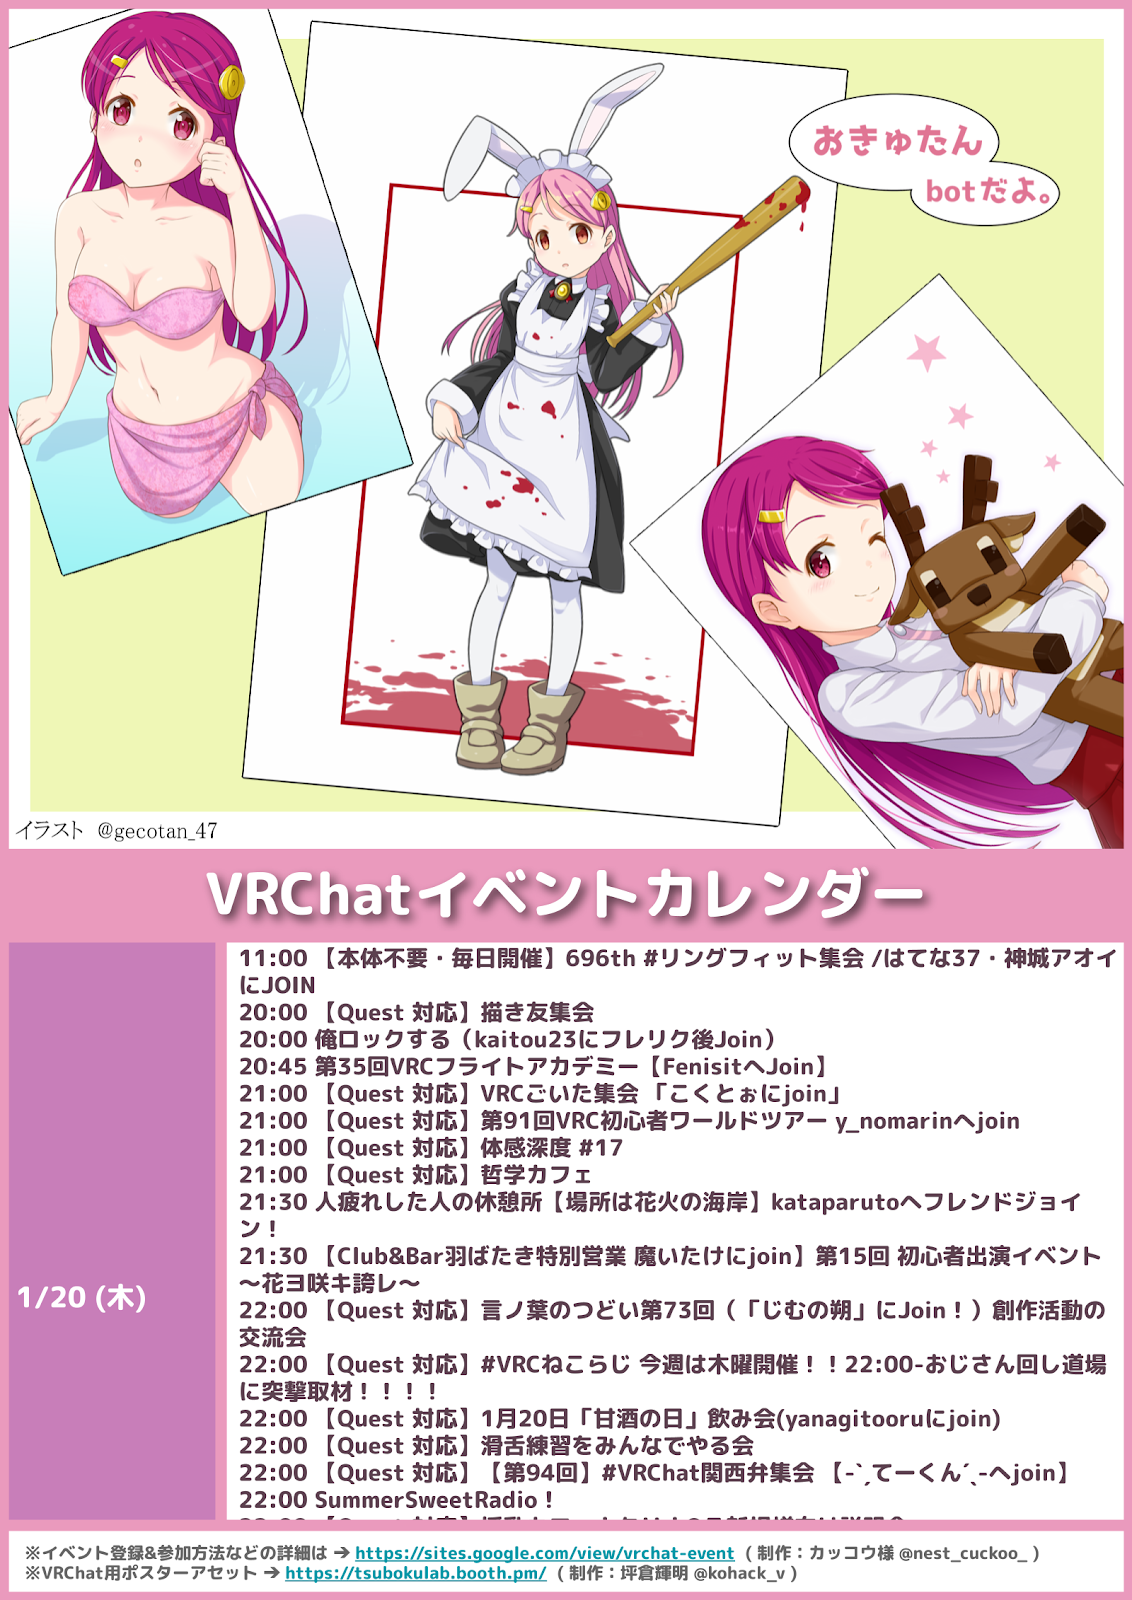 おきゅたん
botだよ。
イラスト @gecotan_47
VRChatイベントカレンダー
1/20 (木)
11:00 【本体不要・毎日開催】696th #リングフィット集会 /はてな37・神城アオイ
にJOIN
20:00 【Quest 対応】描き友集会
20:00 俺ロックする（kaitou23にフレリク後Join）
20:45 第35回VRCフライトアカデミー【FenisitへJoin】
21:00 【Quest 対応】VRCごいた集会 「こくとぉにjoin」
21:00 【Quest 対応】第91回VRC初心者ワールドツアー y_nomarinへjoin
21:00 【Quest 対応】体感深度 #17
21:00 【Quest 対応】哲学カフェ
21:30 人疲れした人の休憩所【場所は花火の海岸】kataparutoへフレンドジョイ
ン！
21:30 【Club&Bar羽ばたき特別営業 魔いたけにjoin】第15回 初心者出演イベント
〜花ヨ咲キ誇レ〜
22:00 【Quest 対応】言ノ葉のつどい第73回（「じむの朔」にJoin！）創作活動の
交流会
22:00 【Quest 対応】#VRCねこらじ 今週は木曜開催！！22:00-おじさん回し道場
に突撃取材！！！！
22:00 【Quest 対応】1月20日「甘酒の日」飲み会(yanagitooruにjoin)
22:00 【Quest 対応】滑舌練習をみんなでやる会
22:00 【Quest 対応】【第94回】#VRChat関西弁集会 【-`ˏてーくん´ˎ-へjoin】
22:00 SummerSweetRadio！
※イベント登録&参加方法などの詳細は ➔ https://sites.google.com/view/vrchat-event （ 制作：カッコウ様 @nest_cuckoo_ ）
※VRChat用ポスターアセット ➔ https://tsubokulab.booth.pm/ （ 制作：坪倉輝明 @kohack_v ）